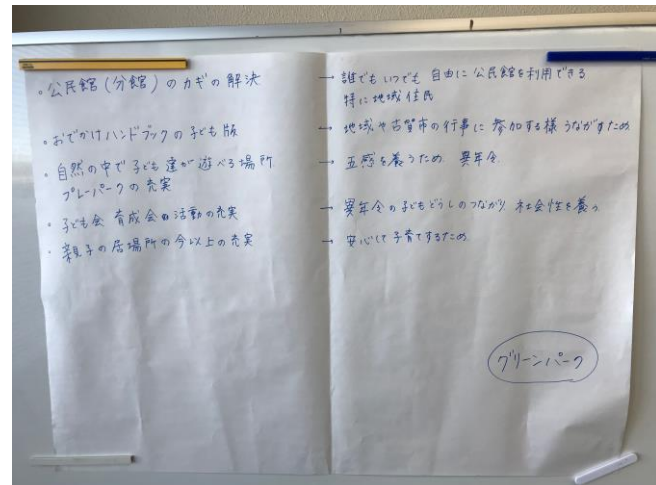 ・公民館(分館)のカギの解決 → 誰でもいつでも 自由に公民館を利用できる
特に地域住民
・おでかけハンドブックの子ども版 → 地域や古賀市の行事に参加する様うながすため
・自然の中で子ども達が遊べる場所 → 五感を養うため 異年令
プレーパークの充実
・子ども会 育成会の活動の充実 → 異年令の子どもどうしのつながり 社会性を養う
・親子の居場所の今以上の充実 → 安心して子育てするため
グリーンパーク